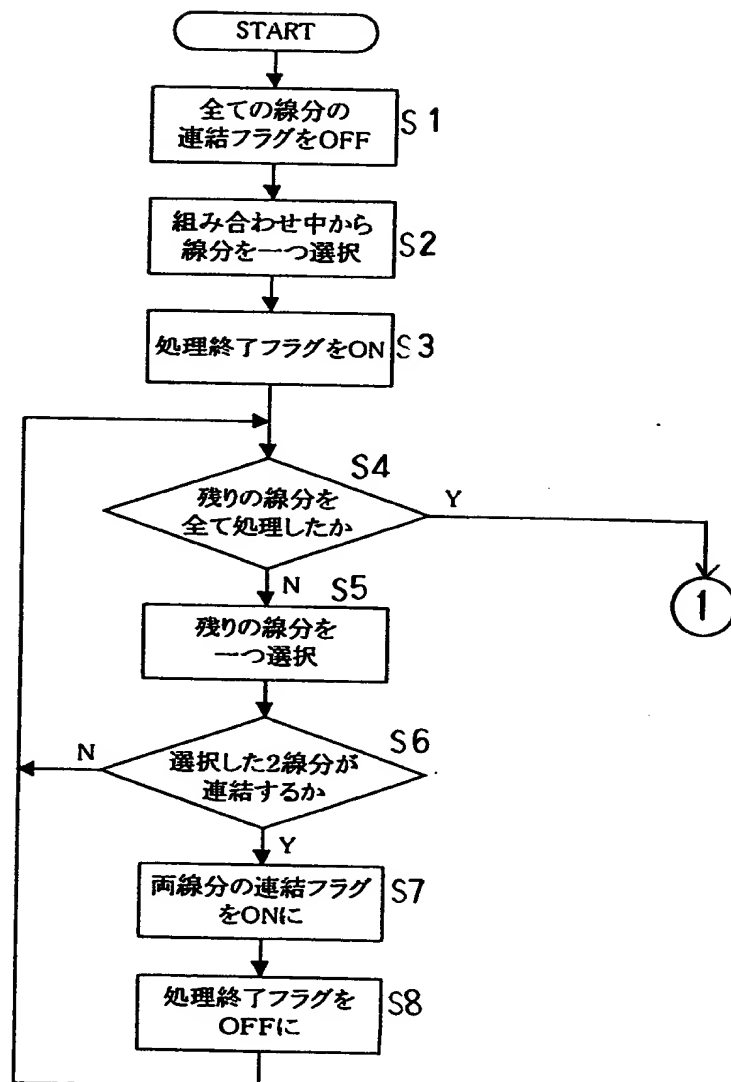 START
全ての線分の
連結フラグをOFF
S1
組み合わせ中から
線分を一つ選択
S2
処理終了フラグをON
S3
S4
残りの線分を
全て処理したか
Y
N
1
S5
残りの線分を
一つ選択
S6
N
選択した2線分が
連結するか
Y
両線分の連結フラグ
をONに
S7
処理終了フラグを
OFFに
S8